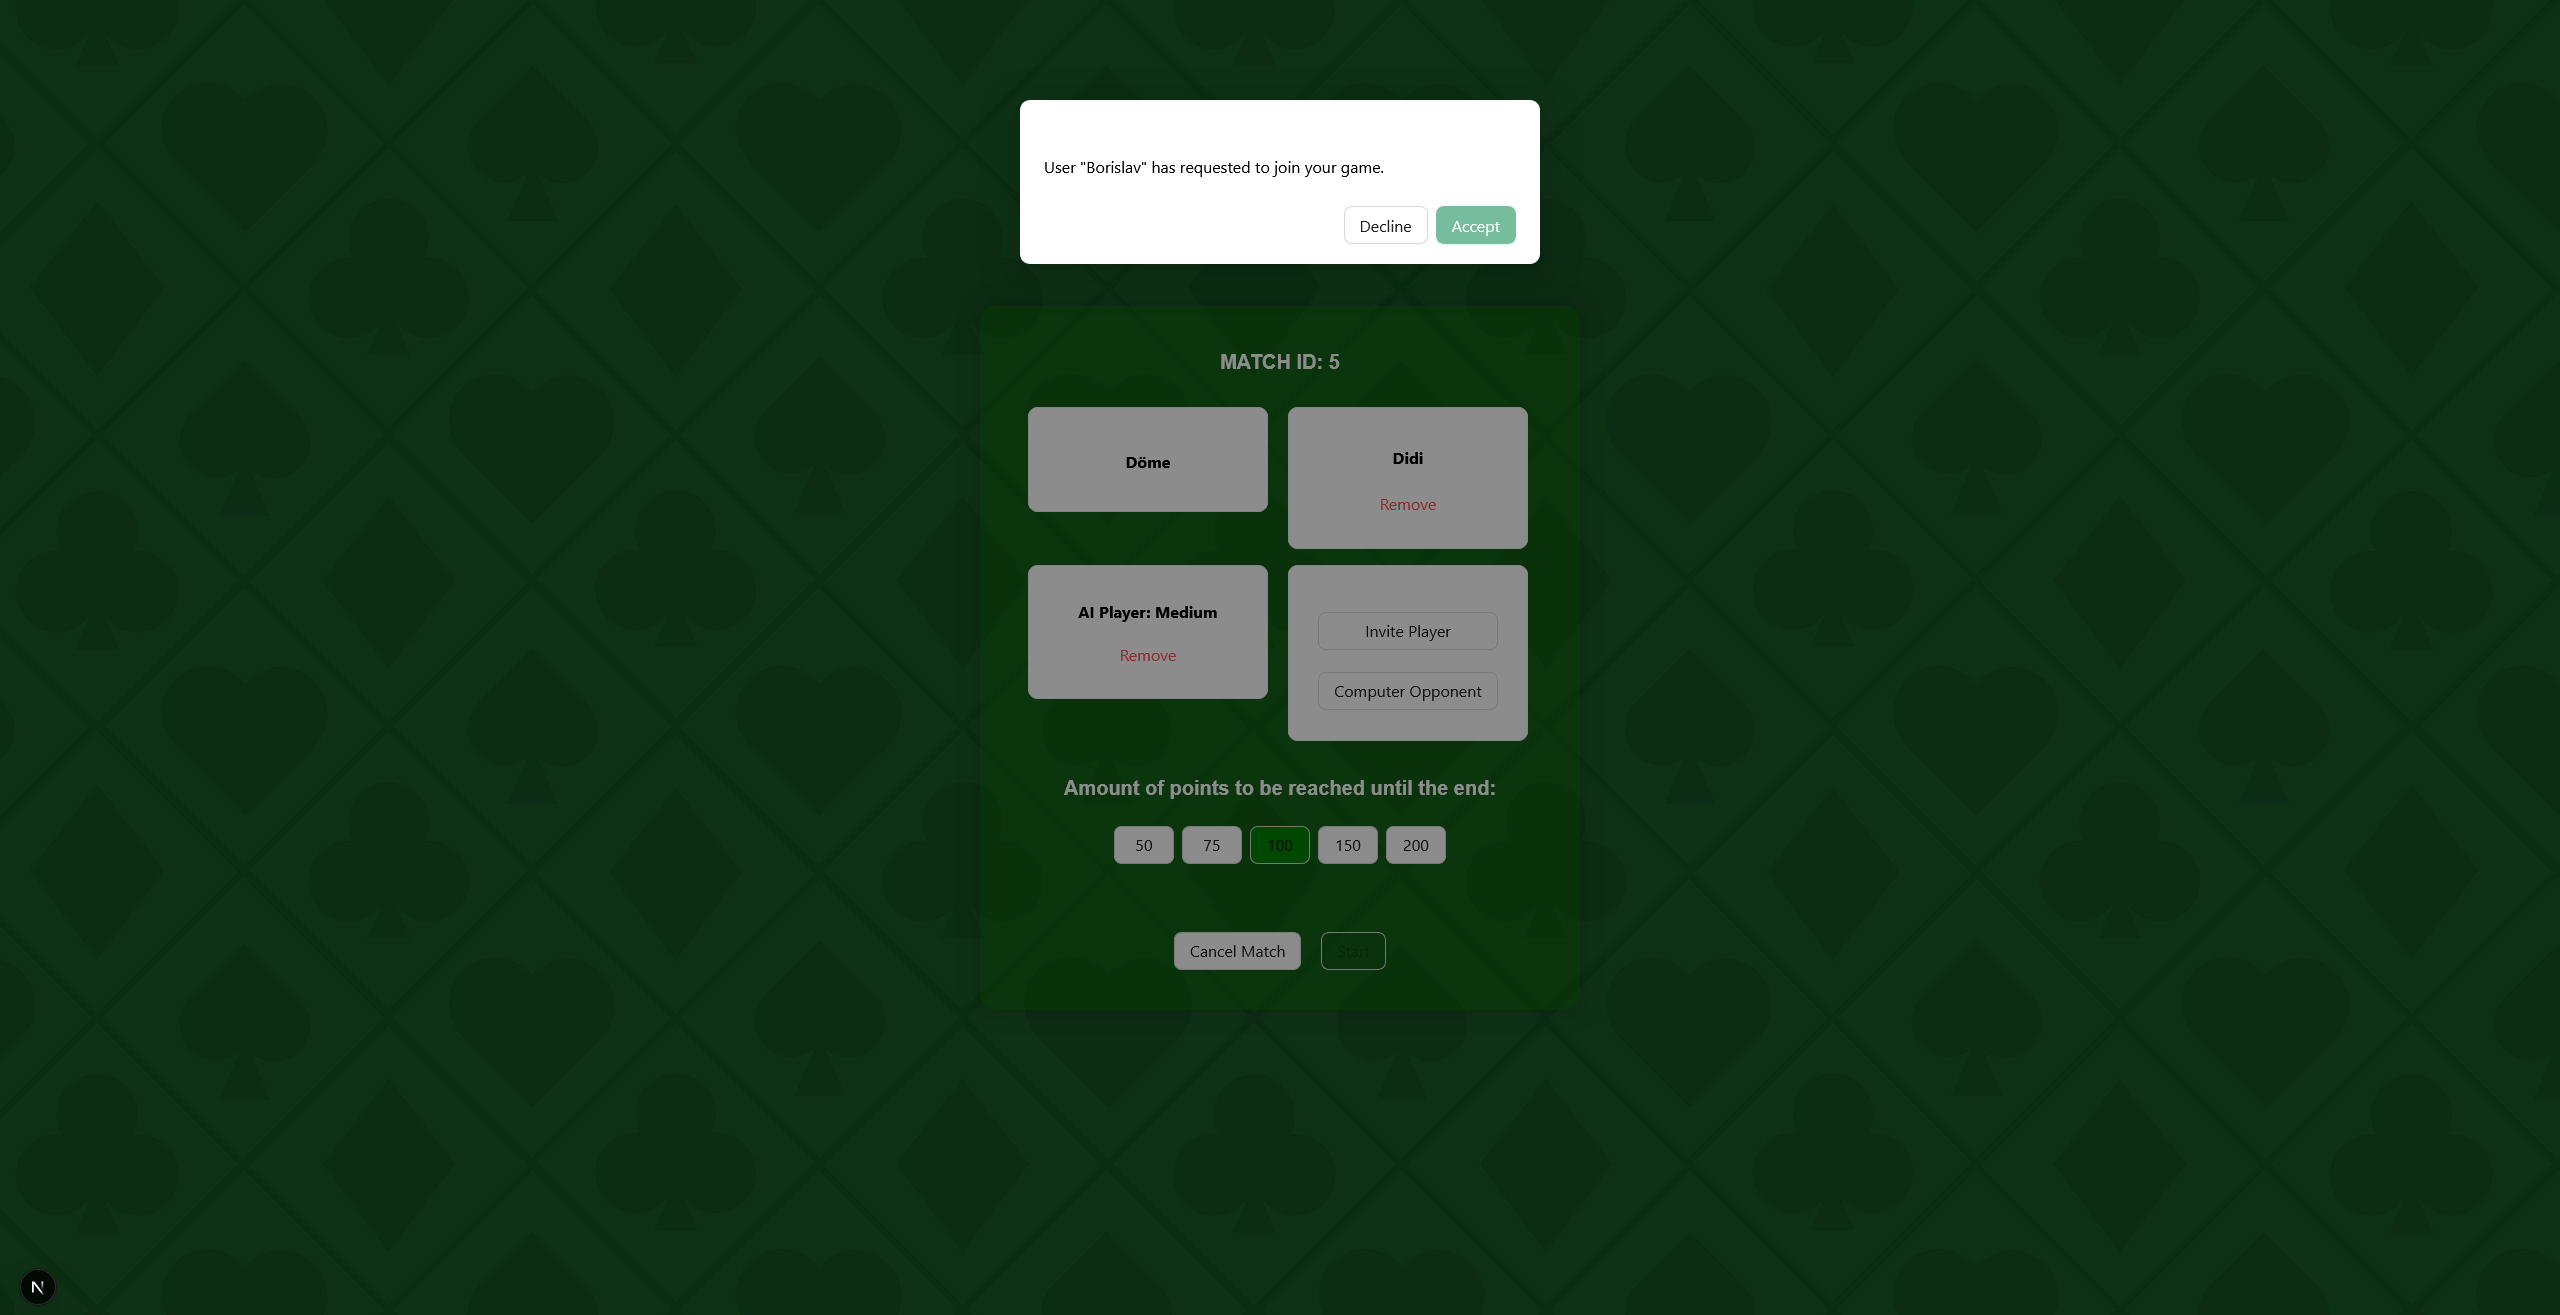 User "Borislav" has requested to join your game.
Decline
Accept
MATCH ID: 5
Döme
Didi
Remove
AI Player: Medium
Remove
Invite Player
Computer Opponent
Amount of points to be reached until the end:
50
75
100
150
200
Cancel Match
Start
N